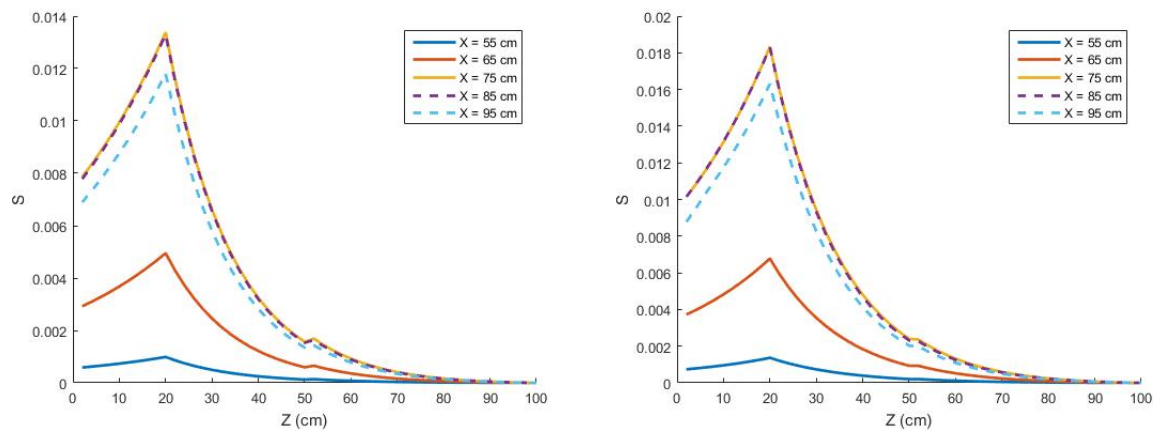 0.014
0.012
0.01
0.008
0.006
0.004
0.002
0
S
0 10 20 30 40 50 60 70 80 90 100
Z (cm)
X = 55 cm
X = 65 cm
X = 75 cm
X = 85 cm
X = 95 cm
0.02
0.018
0.016
0.014
0.012
0.01
0.008
0.006
0.004
0.002
0
S
0 10 20 30 40 50 60 70 80 90 100
Z (cm)
X = 55 cm
X = 65 cm
X = 75 cm
X = 85 cm
X = 95 cm